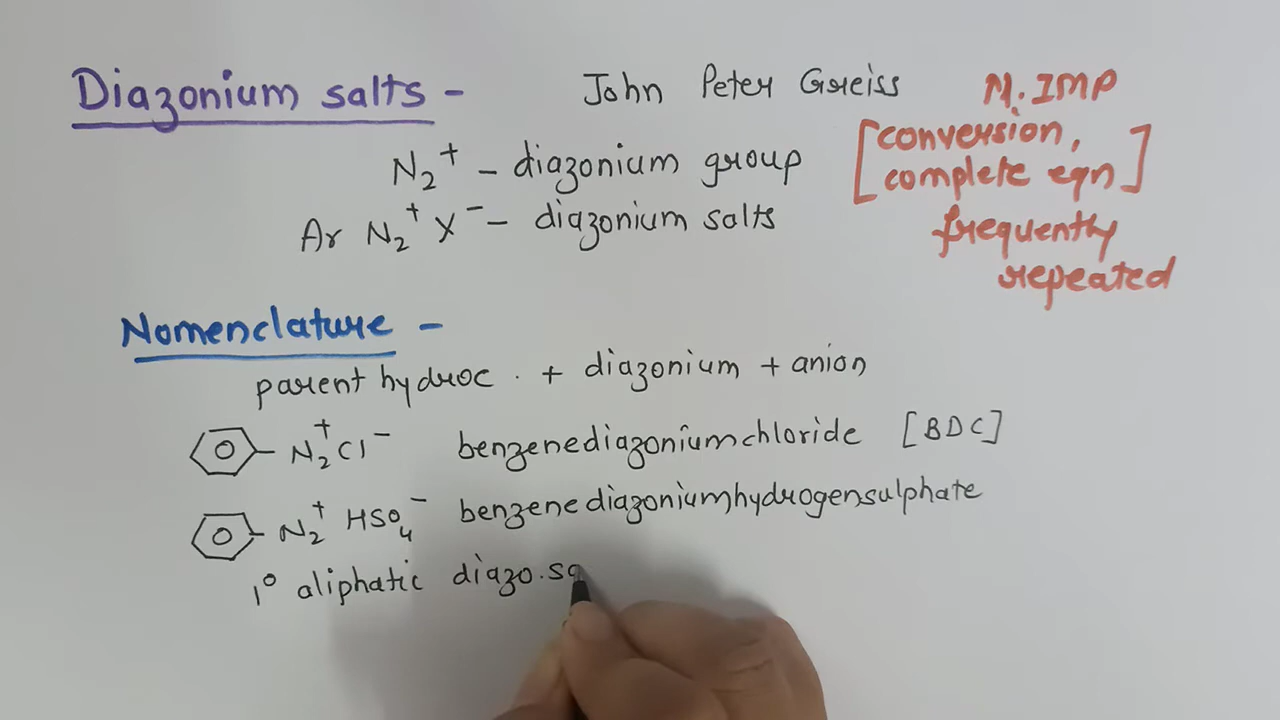 Diazonium salts -
John Peter Greiss
M. IMP
[conversion,
complete eqn]
frequently
repeated
N₂⁺ - diazonium group
Ar N₂⁺ X⁻ - diazonium salts
Nomenclature -
parent hydroc. + diazonium + anion
N₂⁺Cl⁻ benzenediazoniumchloride [BDC]
N₂⁺ HSO₄⁻ benzenediazoniumhydrogensulphate
1° aliphatic diazo. sa